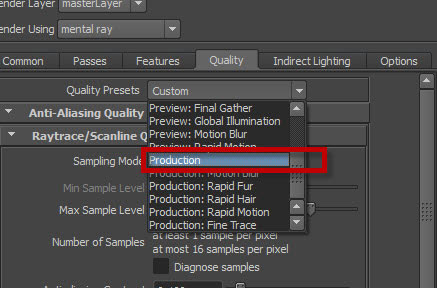 ender Layer masterLayer
ender Using mental ray
Common Passes Features Quality Indirect Lighting Options
Quality Presets Custom
Preview: Final Gather
Anti-Aliasing Quality Preview: Global Illumination
Preview: Motion Blur
Raytrace/Scanline Q Preview: Rapid Motion
Sampling Mode Production
Production: Motion Blur
Min Sample Level Production: Rapid Fur
Production: Rapid Hair
Max Sample Level Production: Rapid Motion
Production: Fine Trace
Number of Samples at least 1 sample per pixel
at most 16 samples per pixel
Diagnose samples